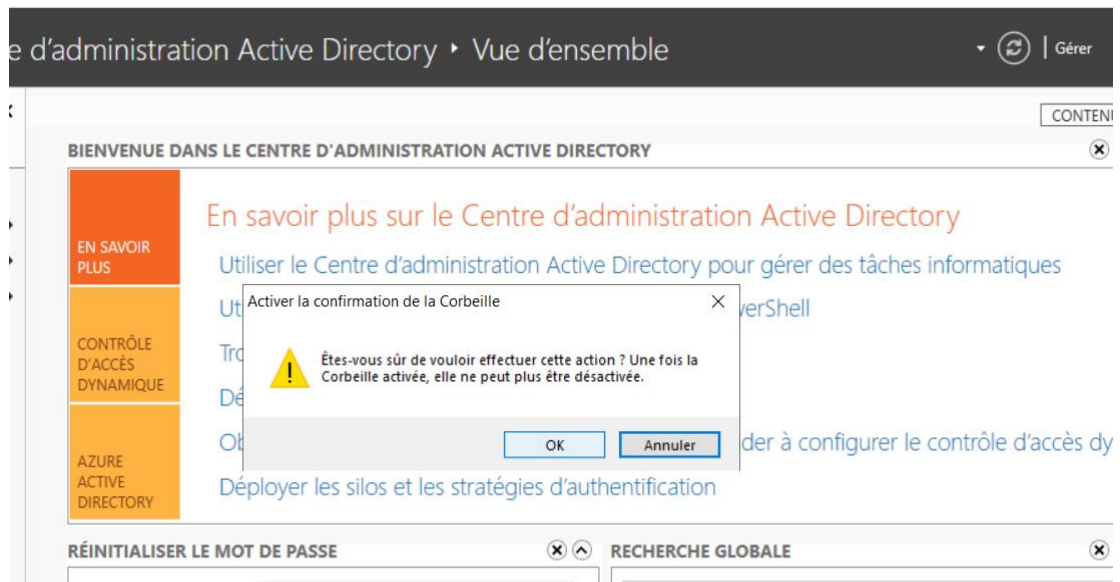 e d'administration Active Directory ‣ Vue d'ensemble
Gérer
CONTENU
BIENVENUE DANS LE CENTRE D'ADMINISTRATION ACTIVE DIRECTORY
EN SAVOIR
PLUS
En savoir plus sur le Centre d'administration Active Directory
Utiliser le Centre d'administration Active Directory pour gérer des tâches informatiques
Activer la confirmation de la Corbeille
Êtes-vous sûr de vouloir effectuer cette action ? Une fois la
Corbeille activée, elle ne peut plus être désactivée.
OK
Annuler
CONTRÔLE
D'ACCÈS
DYNAMIQUE
Ut
verShell
Tro
Dé
Ob
der à configurer le contrôle d'accès dy
AZURE
ACTIVE
DIRECTORY
Déployer les silos et les stratégies d'authentification
RÉINITIALISER LE MOT DE PASSE
RECHERCHE GLOBALE